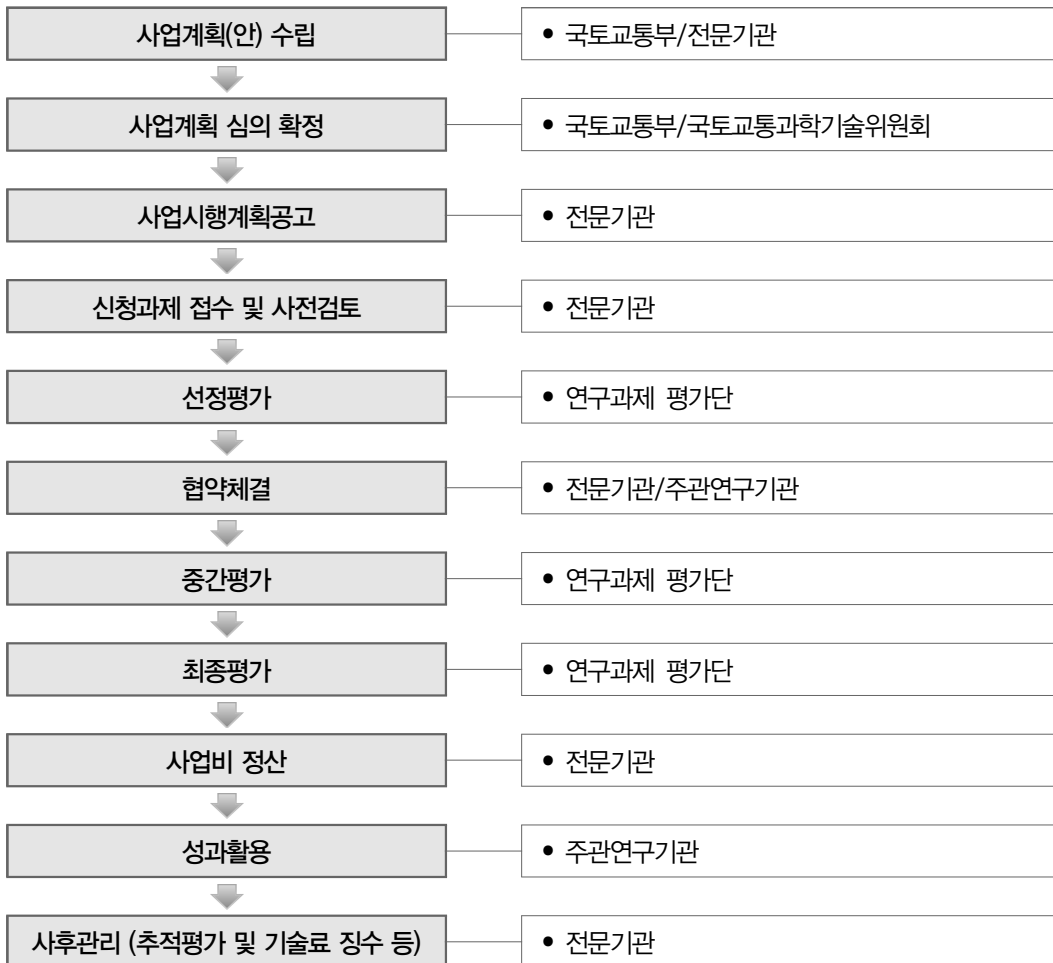 사업계획(안) 수립
• 국토교통부/전문기관
사업계획 심의 확정
• 국토교통부/국토교통과학기술위원회
사업시행계획공고
• 전문기관
신청과제 접수 및 사전검토
• 전문기관
선정평가
• 연구과제 평가단
협약체결
• 전문기관/주관연구기관
중간평가
• 연구과제 평가단
최종평가
• 연구과제 평가단
사업비 정산
• 전문기관
성과활용
• 주관연구기관
사후관리 (추적평가 및 기술료 징수 등)
• 전문기관